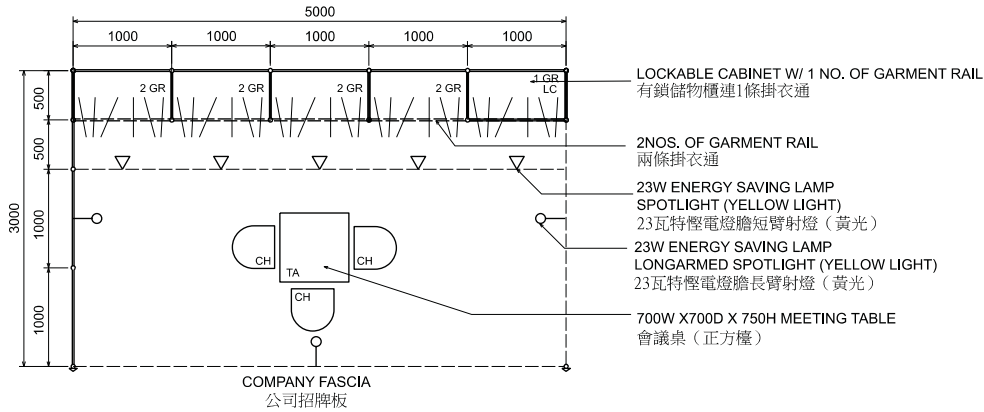 5000
1000 1000 1000 1000 1000
3000
500
500
1000
1000
2 GR 2 GR 2 GR 2 GR 1 GR
LC
LOCKABLE CABINET W/ 1 NO. OF GARMENT RAIL
有鎖儲物櫃連1條掛衣通
2NOS. OF GARMENT RAIL
兩條掛衣通
23W ENERGY SAVING LAMP
SPOTLIGHT (YELLOW LIGHT)
23瓦特慳電燈膽短臂射燈（黃光）
23W ENERGY SAVING LAMP
LONGARMED SPOTLIGHT (YELLOW LIGHT)
23瓦特慳電燈膽長臂射燈（黃光）
700W X700D X 750H MEETING TABLE
會議桌（正方檯）
CH
TA
CH
CH
COMPANY FASCIA
公司招牌板